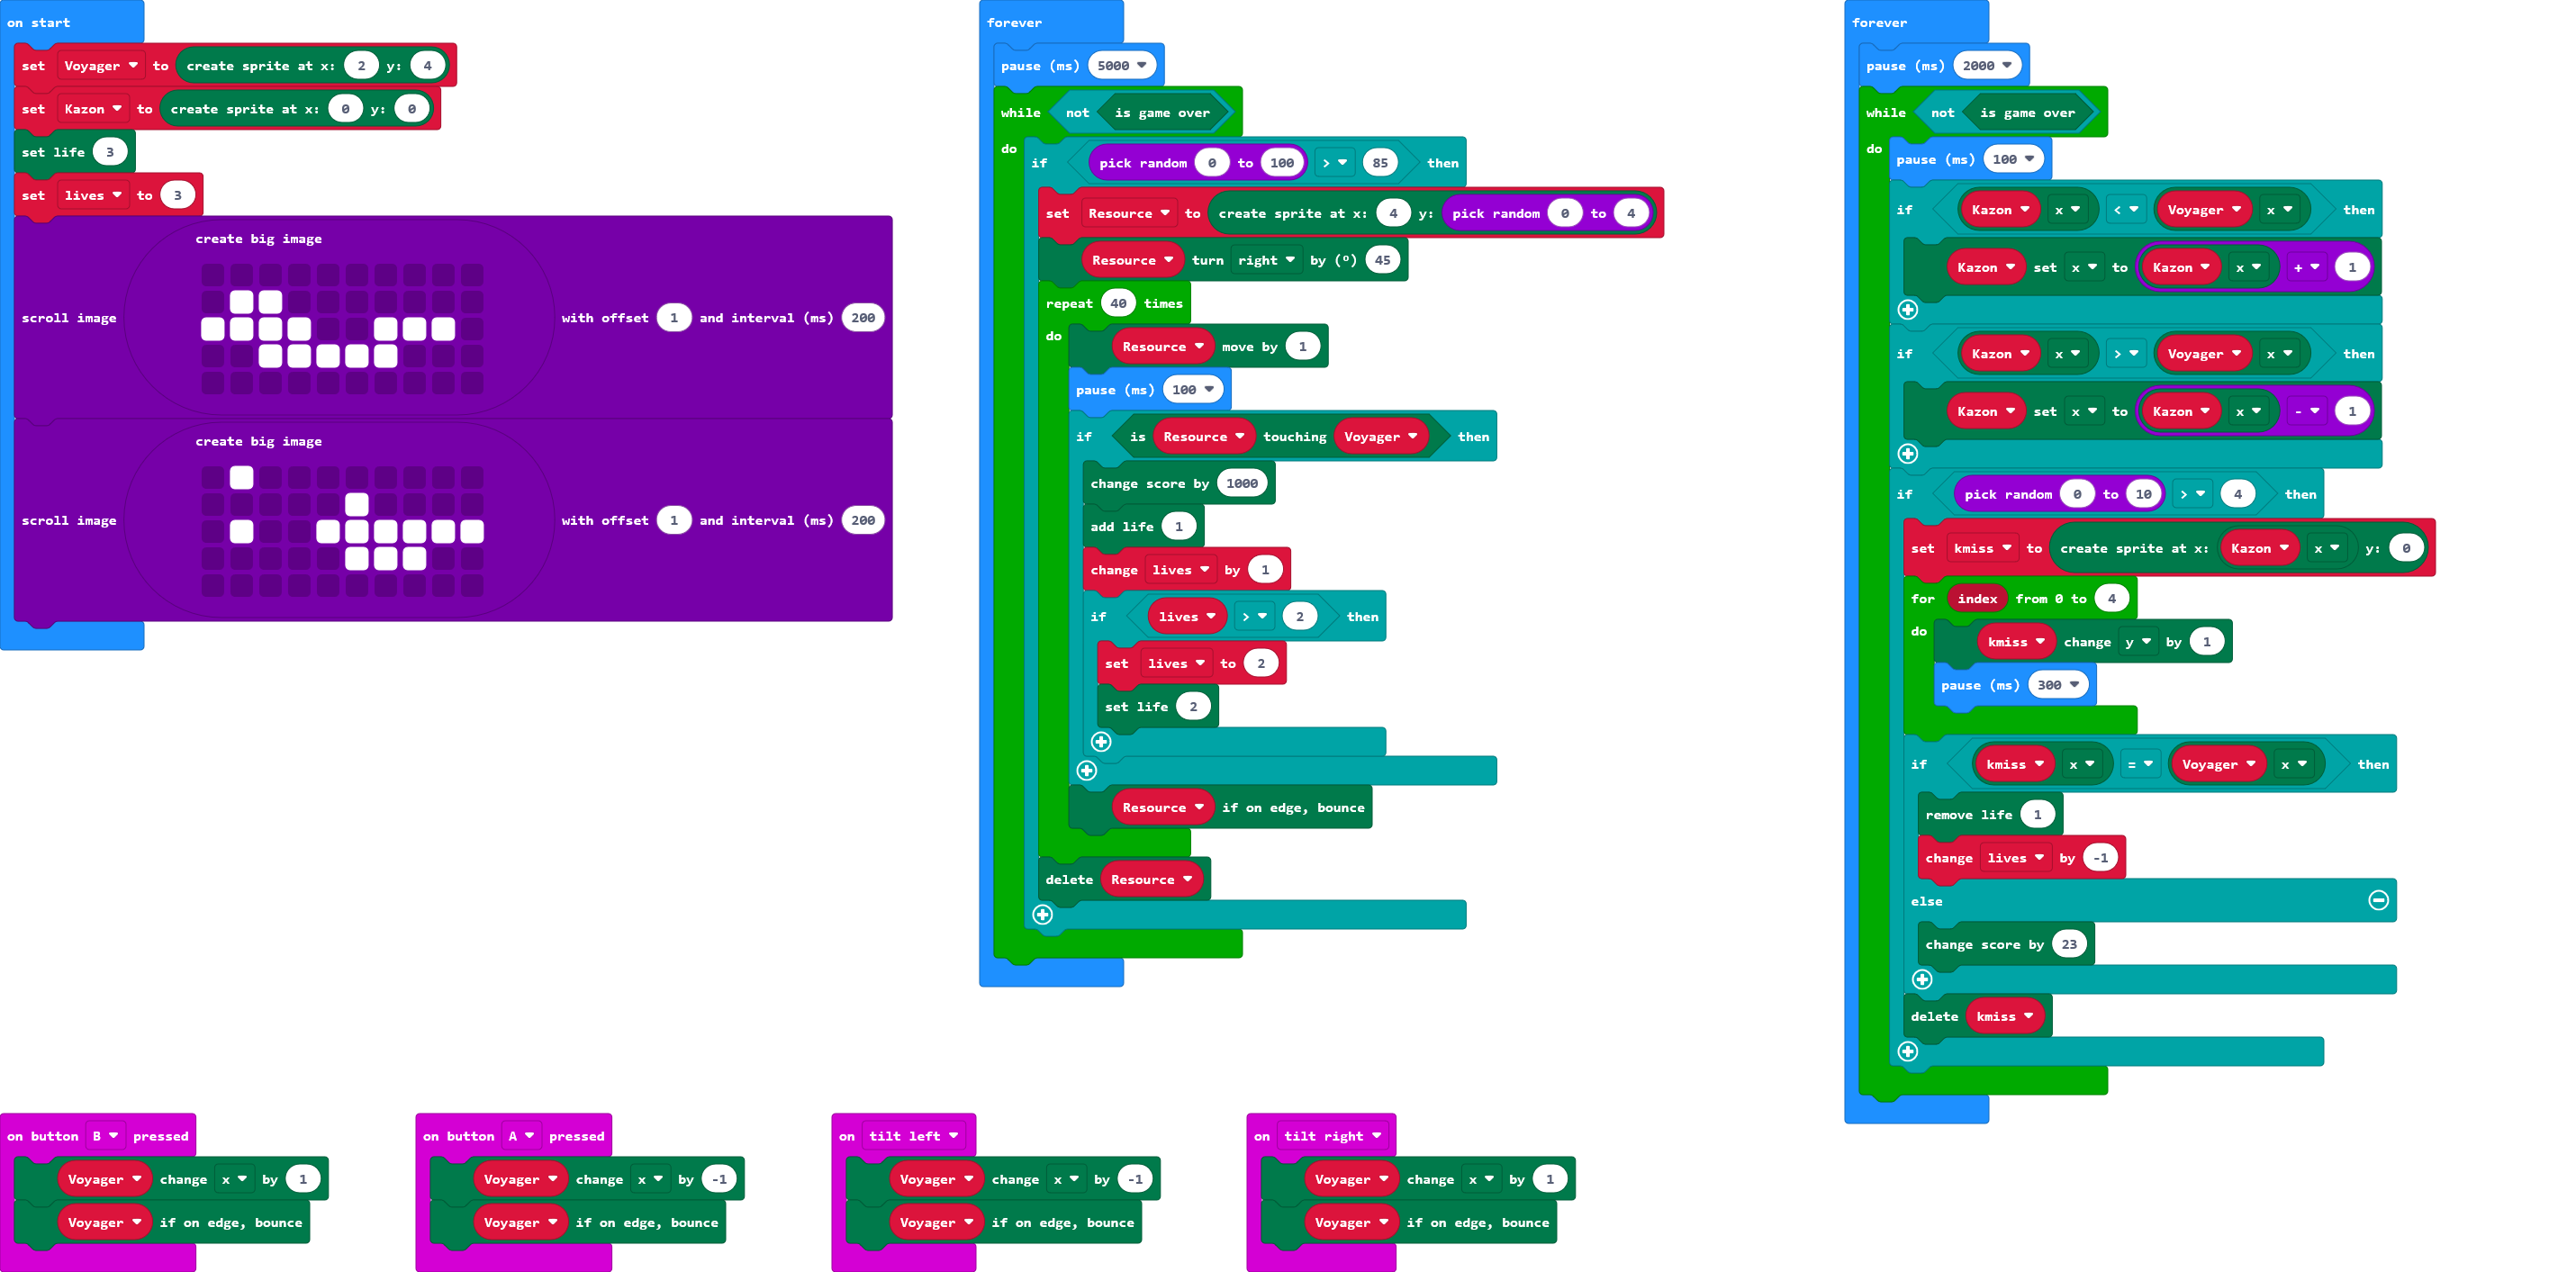 on start
set Voyager to create sprite at x: 2 y: 4
set Kazon to create sprite at x: 0 y: 0
set life 3
set lives to 3
create big image
scroll image with offset 1 and interval (ms) 200
create big image
scroll image with offset 1 and interval (ms) 200
forever
pause (ms) 5000
while not is game over
do
if pick random 0 to 100 > 85 then
set Resource to create sprite at x: 4 y: pick random 0 to 4
Resource turn right by (º) 45
repeat 40 times
do
Resource move by 1
pause (ms) 100
if is Resource touching Voyager then
change score by 1000
add life 1
change lives by 1
if lives > 2 then
set lives to 2
set life 2
Resource if on edge, bounce
delete Resource
forever
pause (ms) 2000
while not is game over
do
pause (ms) 100
if Kazon x < Voyager x then
Kazon set x to Kazon x + 1
if Kazon x > Voyager x then
Kazon set x to Kazon x - 1
if pick random 0 to 10 > 4 then
set kmiss to create sprite at x: Kazon x y: 0
for index from 0 to 4
do
kmiss change y by 1
pause (ms) 300
if kmiss x = Voyager x then
remove life 1
change lives by -1
else
change score by 23
delete kmiss
on button B pressed
Voyager change x by 1
Voyager if on edge, bounce
on button A pressed
Voyager change x by -1
Voyager if on edge, bounce
on tilt left
Voyager change x by -1
Voyager if on edge, bounce
on tilt right
Voyager change x by 1
Voyager if on edge, bounce